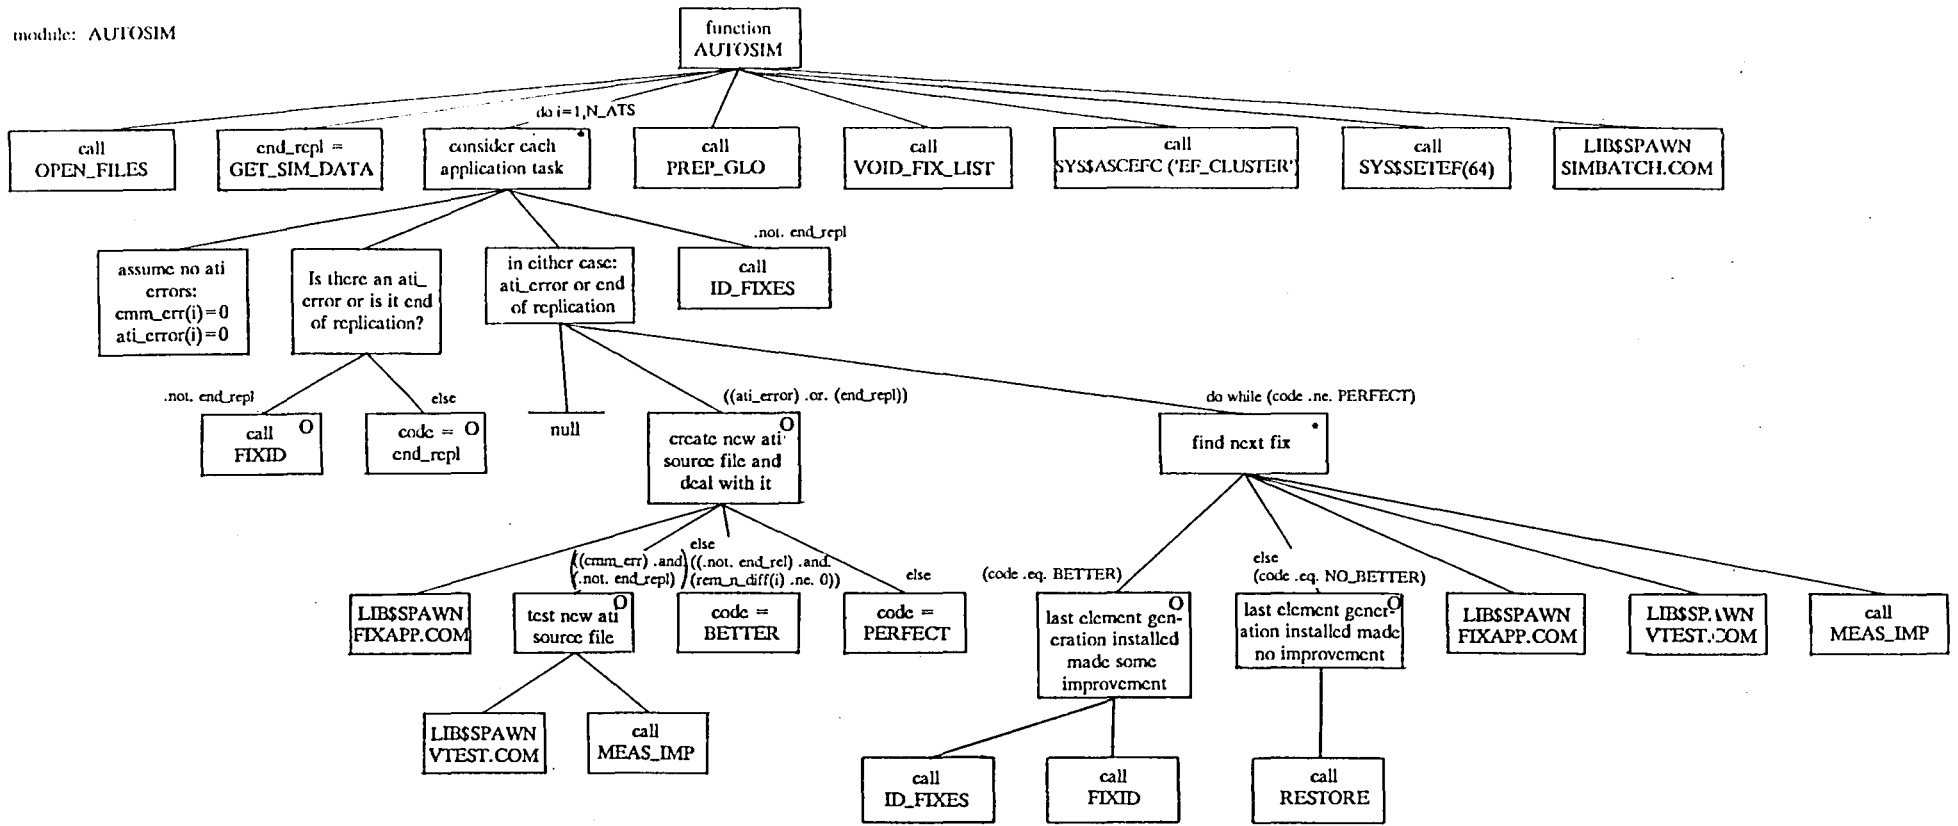 module: AUTOSIM
function
AUTOSIM
do i=1,N_ATS
call
OPEN_FILES
end_repl =
GET_SIM_DATA
consider each *
application task
call
PREP_GLO
call
VOID_FIX_LIST
call
SYS$ASCEFC ('EF_CLUSTER')
call
SYS$SETEF(64)
LIB$SPAWN
SIMBATCH.COM
.not. end_repl
assume no ati
errors:
cmm_err(i)=0
ati_error(i)=0
Is there an ati_
error or is it end
of replication?
in either case:
ati_error or end
of replication
call
ID_FIXES
.not. end_repl
else
((ati_error) .or. (end_repl))
do while (code .ne. PERFECT)
call O
FIXID
code = O
end_repl
null
O
create new ati
source file and
deal with it
*
find next fix
((cmm_err) .and
(.not. end_repl)
else
((.not. end_rel) .and.
(rem_n_diff(i) .ne. 0))
else
(code .eq. BETTER)
else
(code .eq. NO_BETTER)
LIB$SPAWN
FIXAPP.COM
O
test new ati
source file
code =
BETTER
code =
PERFECT
O
last element gen-
eration installed
made some
improvement
O
last element gener-
ation installed made
no improvement
LIB$SPAWN
FIXAPP.COM
LIB$SPAWN
VTEST.COM
call
MEAS_IMP
LIB$SPAWN
VTEST.COM
call
MEAS_IMP
call
ID_FIXES
call
FIXID
call
RESTORE